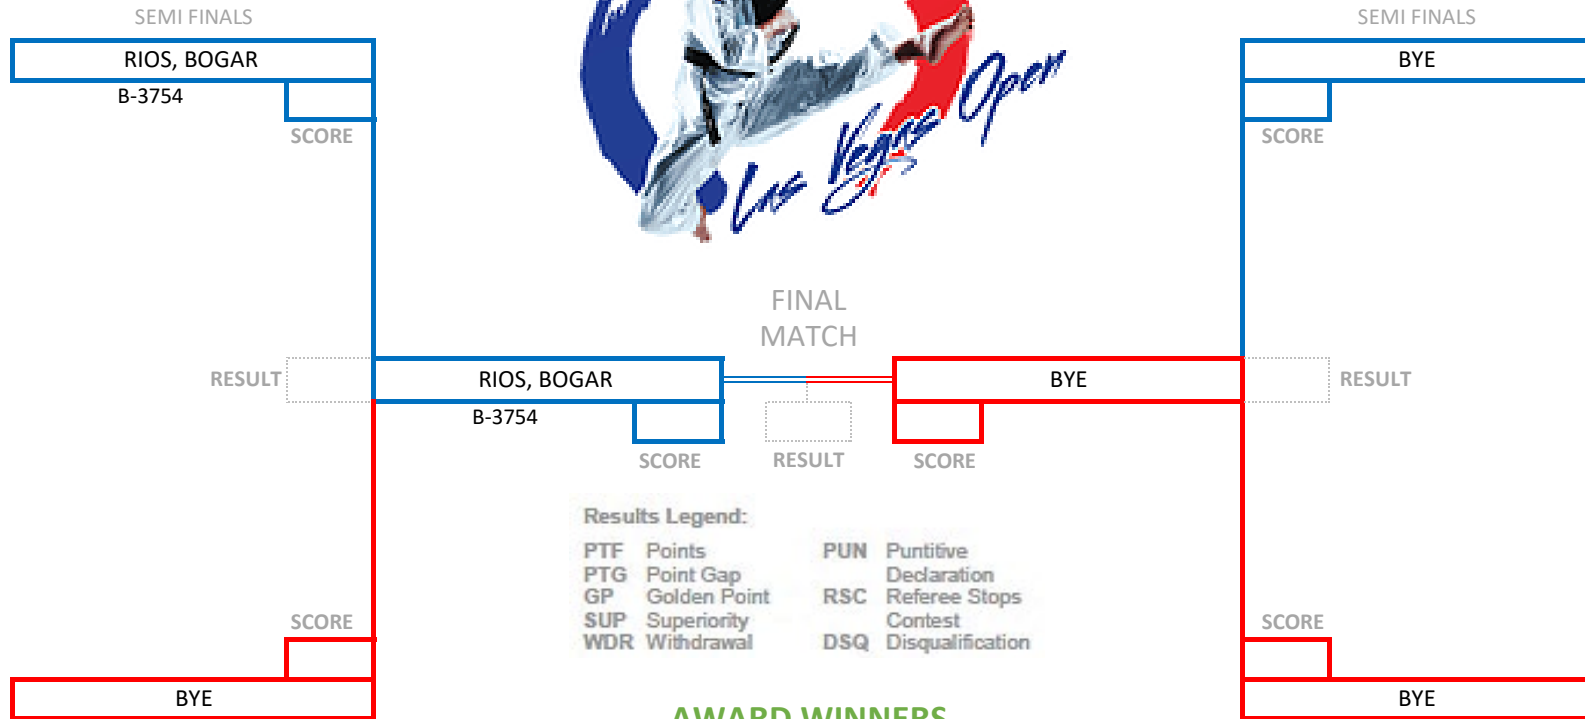 SEMI FINALS
SEMI FINALS
RIOS, BOGAR
BYE
B-3754
SCORE
SCORE
Las Vegas Open
FINAL
MATCH
RESULT
RIOS, BOGAR
BYE
RESULT
B-3754
SCORE
RESULT
SCORE
Results Legend:
PTF Points
PTG Point Gap
GP Golden Point
SUP Superiority
WDR Withdrawal
PUN Puntitive
Declaration
RSC Referee Stops
Contest
DSQ Disqualification
SCORE
SCORE
BYE
BYE
AWARD WINNERS